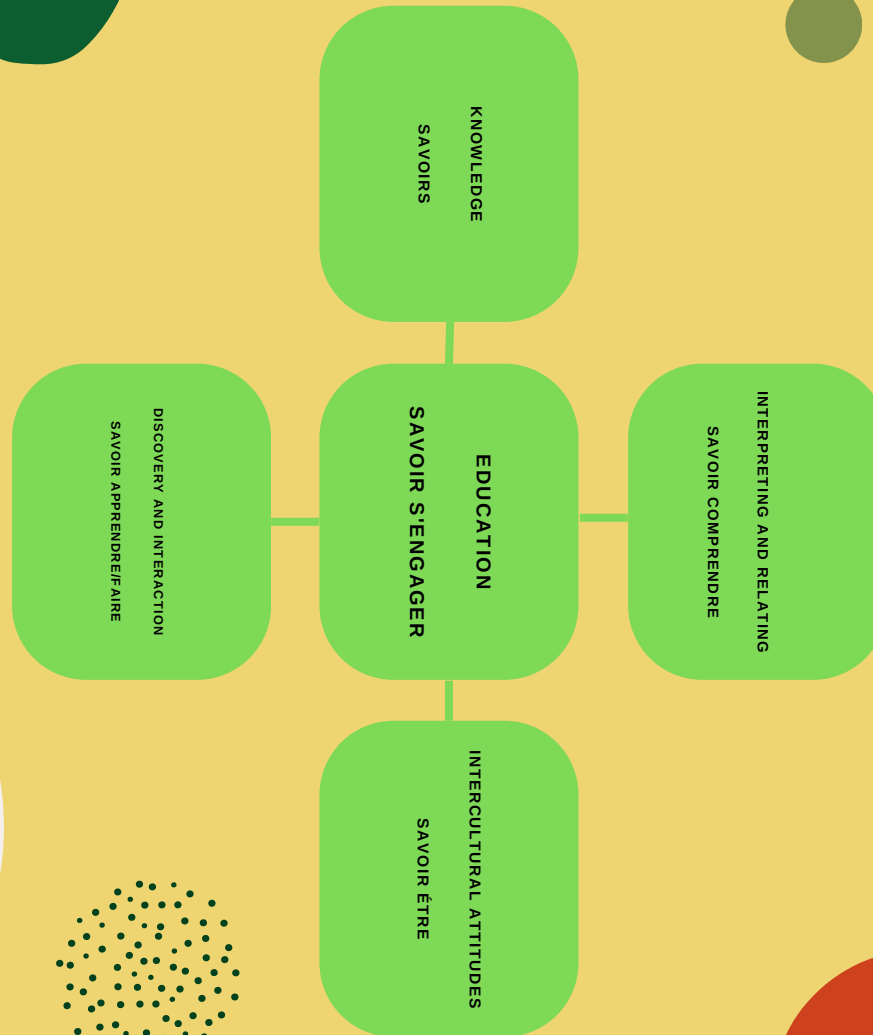 INTERPRETING AND RELATING
SAVOIR COMPRENDRE
KNOWLEDGE
SAVOIRS
EDUCATION
SAVOIR S'ENGAGER
INTERCULTURAL ATTITUDES
SAVOIR ÉTRE
DISCOVERY AND INTERACTION
SAVOIR APPRENDRE/FAIRE